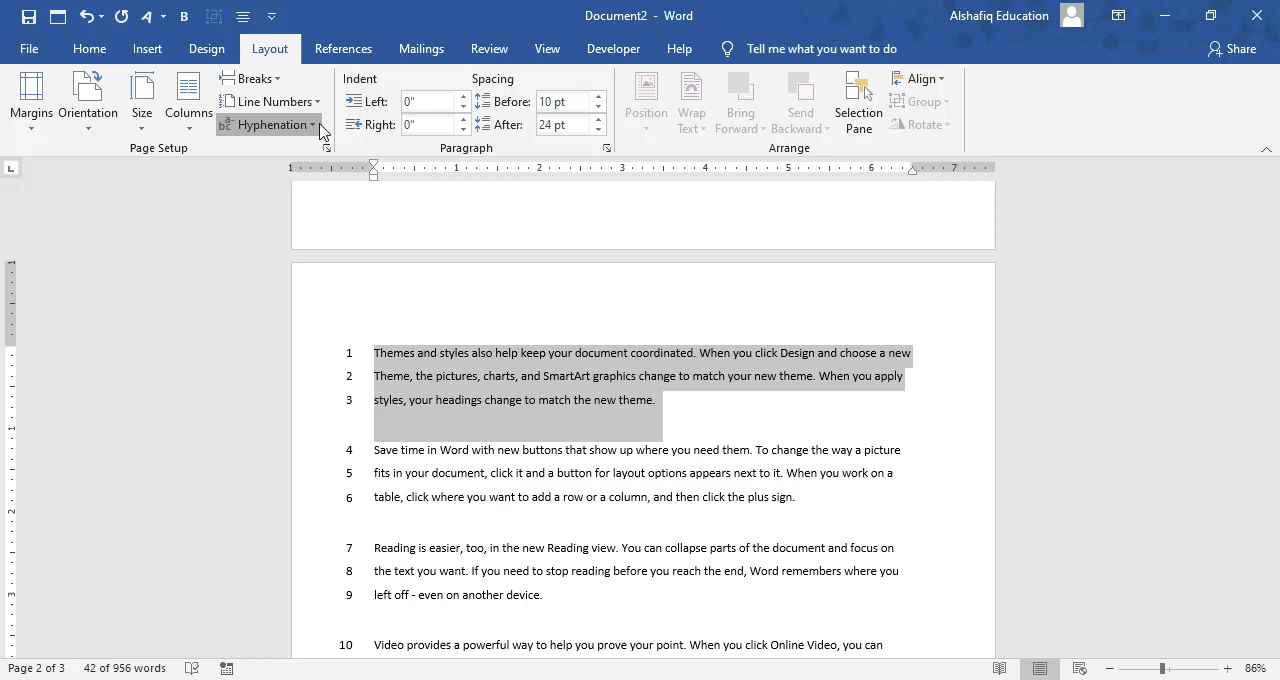 Document2 - Word
Alshafiq Education
File Home Insert Design Layout References Mailings Review View Developer Help Tell me what you want to do Share
Margins
Orientation
Size
Columns
Breaks
Line Numbers
Hyphenation
Page Setup
Indent
Left: 0"
Right: 0"
Spacing
Before: 10 pt
After: 24 pt
Paragraph
Position
Wrap Text
Bring Forward
Send Backward
Selection Pane
Align
Group
Rotate
Arrange
1 1 2 3 4 5 6 7
1 Themes and styles also help keep your document coordinated. When you click Design and choose a new
2 Theme, the pictures, charts, and SmartArt graphics change to match your new theme. When you apply
3 styles, your headings change to match the new theme.
4 Save time in Word with new buttons that show up where you need them. To change the way a picture
5 fits in your document, click it and a button for layout options appears next to it. When you work on a
6 table, click where you want to add a row or a column, and then click the plus sign.
7 Reading is easier, too, in the new Reading view. You can collapse parts of the document and focus on
8 the text you want. If you need to stop reading before you reach the end, Word remembers where you
9 left off - even on another device.
10 Video provides a powerful way to help you prove your point. When you click Online Video, you can
Page 2 of 3 42 of 956 words 86%